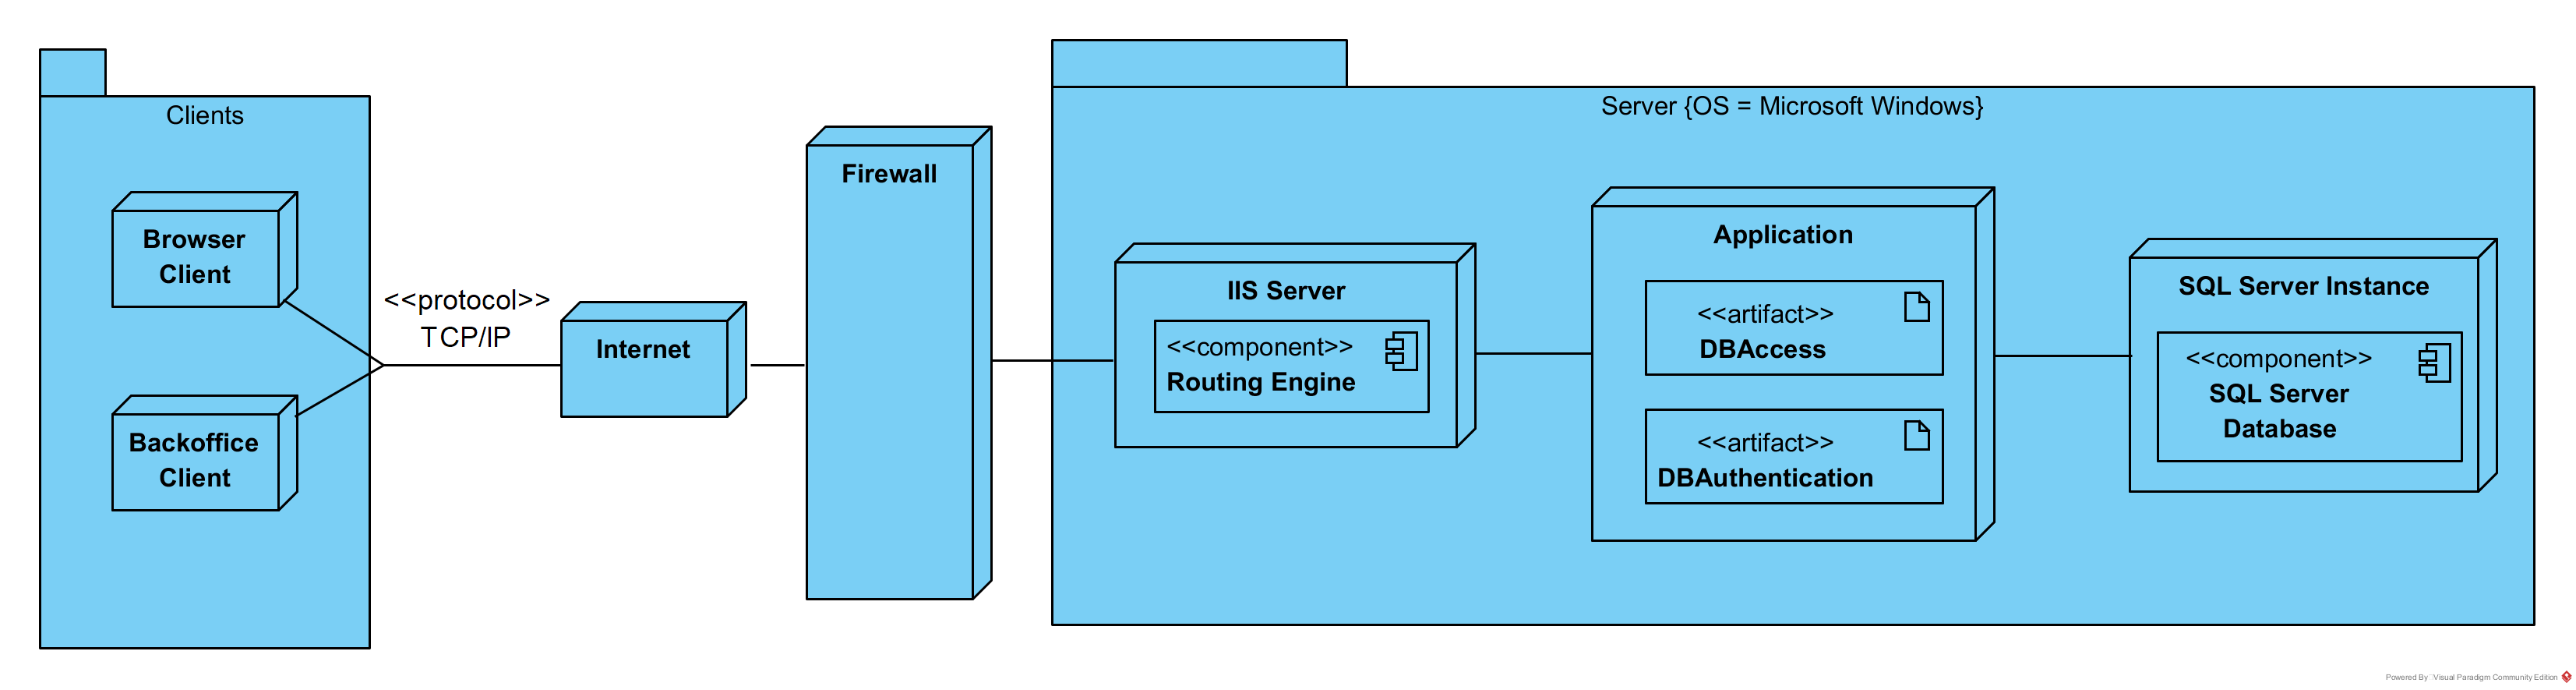 Clients
Browser
Client
Backoffice
Client
<<protocol>>
TCP/IP
Internet
Firewall
Server {OS = Microsoft Windows}
IIS Server
<<component>>
Routing Engine
Application
<<artifact>>
DBAccess
<<artifact>>
DBAuthentication
SQL Server Instance
<<component>>
SQL Server
Database
Powered By Visual Paradigm Community Edition